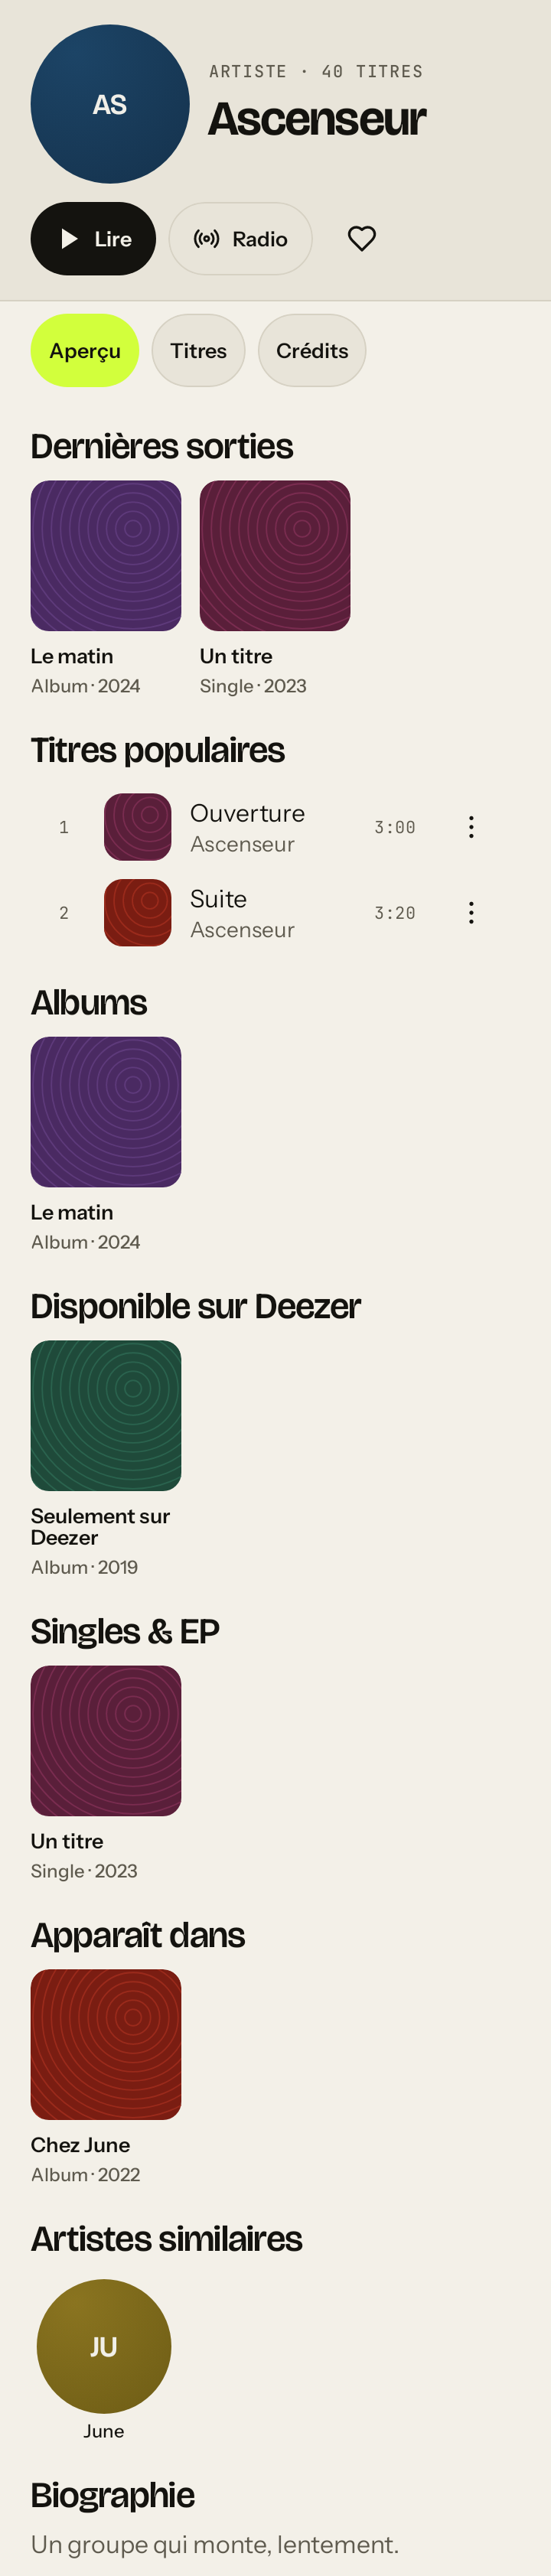 AS
ARTISTE · 40 TITRES
Ascenseur
Lire
Radio
Aperçu
Titres
Crédits
Dernières sorties
Le matin
Album · 2024
Un titre
Single · 2023
Titres populaires
1
Ouverture
Ascenseur
3:00
2
Suite
Ascenseur
3:20
Albums
Le matin
Album · 2024
Disponible sur Deezer
Seulement sur
Deezer
Album · 2019
Singles & EP
Un titre
Single · 2023
Apparaît dans
Chez June
Album · 2022
Artistes similaires
JU
June
Biographie
Un groupe qui monte, lentement.